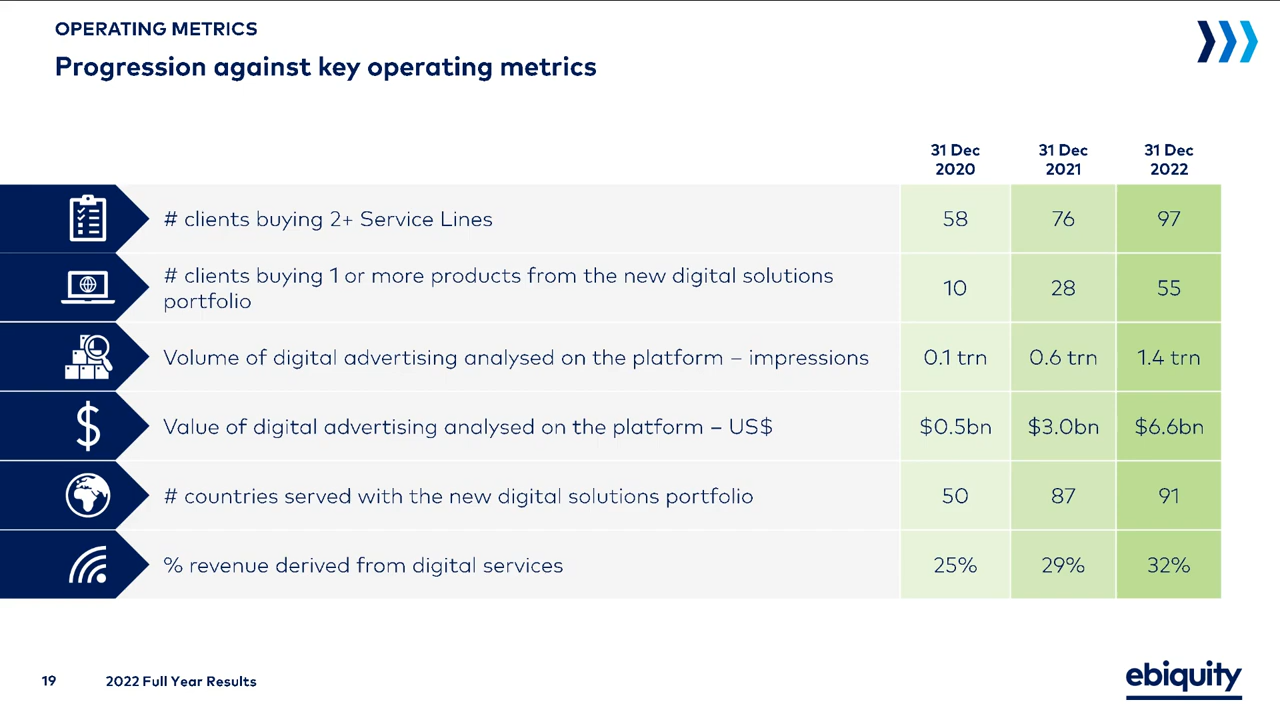 OPERATING METRICS
Progression against key operating metrics
31 Dec 2020
31 Dec 2021
31 Dec 2022
# clients buying 2+ Service Lines 58 76 97
# clients buying 1 or more products from the new digital solutions
portfolio 10 28 55
Volume of digital advertising analysed on the platform – impressions 0.1 trn 0.6 trn 1.4 trn
Value of digital advertising analysed on the platform – US$ $0.5bn $3.0bn $6.6bn
# countries served with the new digital solutions portfolio 50 87 91
% revenue derived from digital services 25% 29% 32%
19 2022 Full Year Results
ebiquity